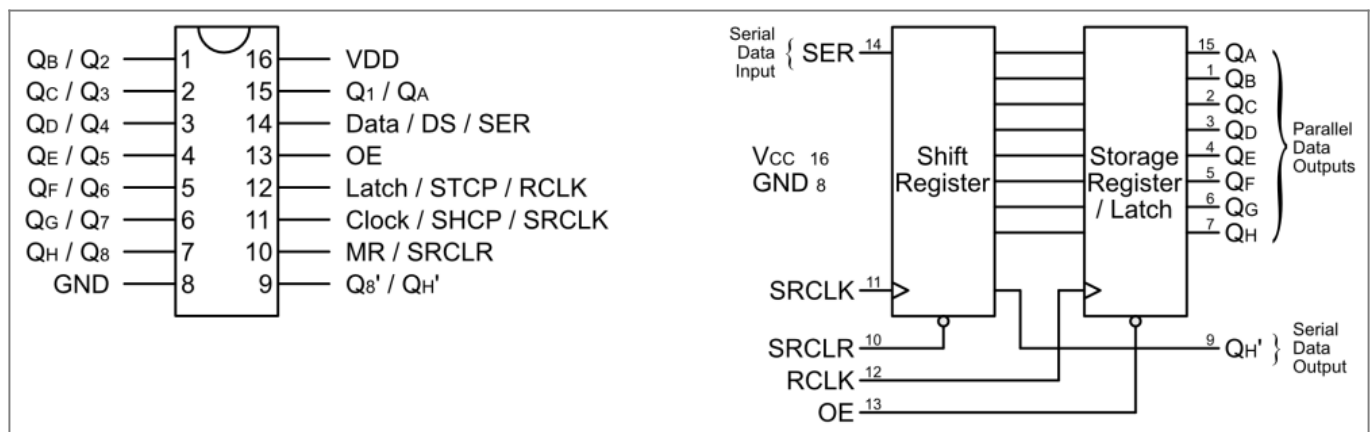 QB / Q2 1 16 VDD
QC / Q3 2 15 Q1 / QA
QD / Q4 3 14 Data / DS / SER
QE / Q5 4 13 OE
QF / Q6 5 12 Latch / STCP / RCLK
QG / Q7 6 11 Clock / SHCP / SRCLK
QH / Q8 7 10 MR / SRCLR
GND 8 9 Q8' / QH'
Serial
Data
Input
SER 14
VCC 16
GND 8
Shift
Register
Storage
Register
/ Latch
15 QA
1 QB
2 QC
3 QD
4 QE
5 QF
6 QG
7 QH
Parallel
Data
Outputs
SRCLK 11
SRCLR 10
RCLK 12
OE 13
9 QH'
Serial
Data
Output